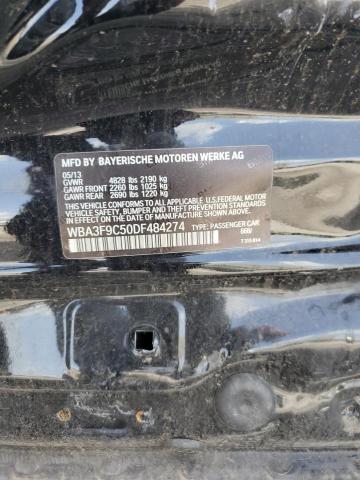 MFD BY BAYERISCHE MOTOREN WERKE AG
05/13
GVWR 4828 lbs 2190 kg
GAWR FRONT 2260 lbs 1025 kg
GAWR REAR 2690 lbs 1220 kg
THIS VEHICLE CONFORMS TO ALL APPLICABLE U.S. FEDERAL MOTOR
VEHICLE SAFETY, BUMPER, AND THEFT PREVENTION STANDARDS
IN EFFECT ON THE DATE OF MANUFACTURE SHOWN ABOVE.
WBA3F9C50DF484274 TYPE: PASSENGER CAR
668/